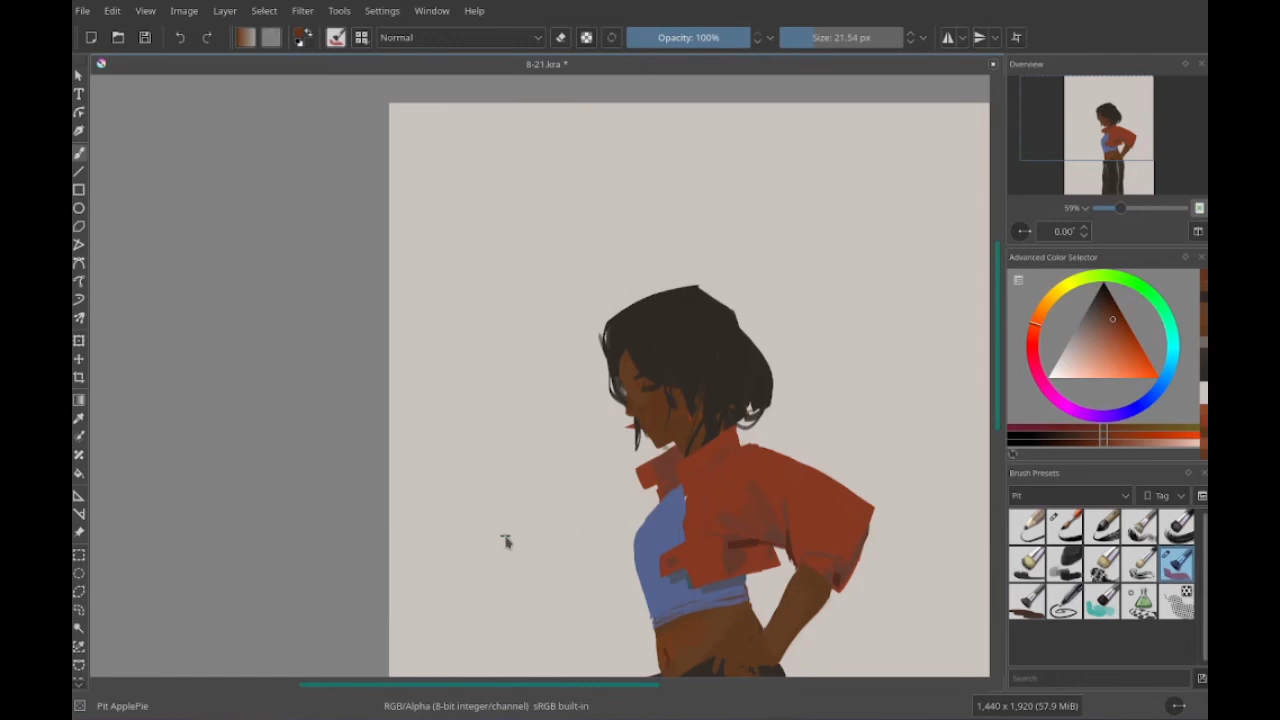 File Edit View Image Layer Select Filter Tools Settings Window Help
Normal Opacity: 100% Size: 21.54 px
8-21.kra *
Overview
59%
0.00°
Advanced Color Selector
Brush Presets
Pit Tag
Search
Pit ApplePie RGB/Alpha (8-bit integer/channel) sRGB built-in 1,440 x 1,920 (57.9 MiB)